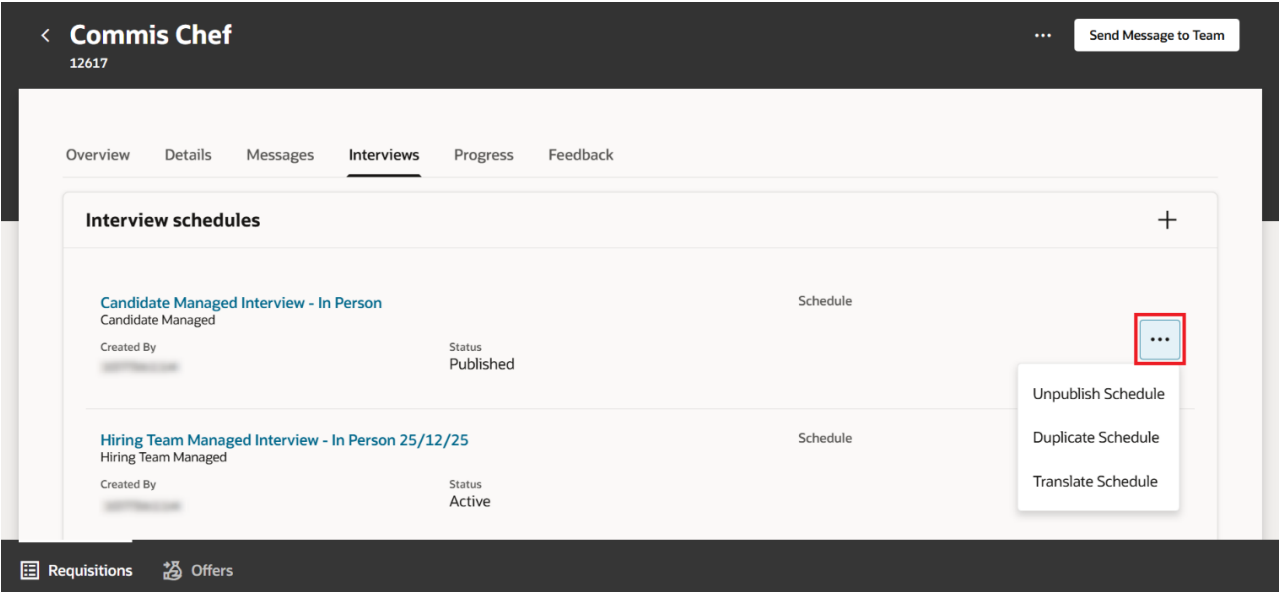 Commis Chef
12617
Send Message to Team
Overview Details Messages Interviews Progress Feedback
Interview schedules
Candidate Managed Interview - In Person
Candidate Managed
Schedule
Created By
Status
Published
Unpublish Schedule
Duplicate Schedule
Translate Schedule
Hiring Team Managed Interview - In Person 25/12/25
Hiring Team Managed
Schedule
Created By
Status
Active
Requisitions Offers